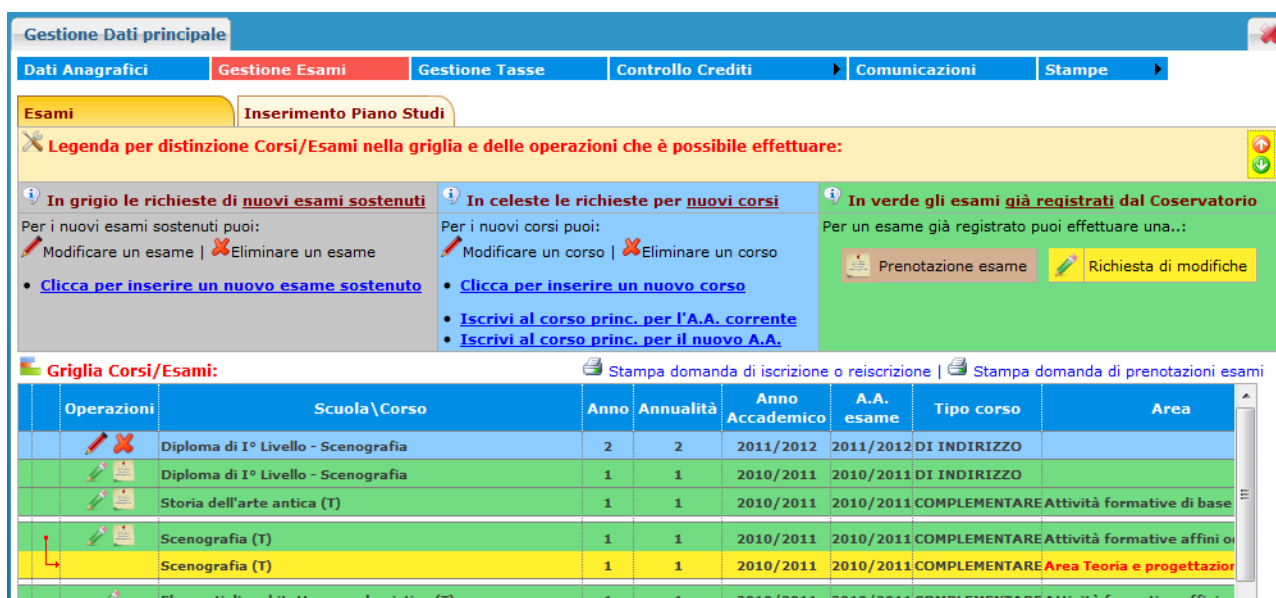 Gestione Dati principale
Dati Anagrafici Gestione Esami Gestione Tasse Controllo Crediti Comunicazioni Stampe
Esami Inserimento Piano Studi
Legenda per distinzione Corsi/Esami nella griglia e delle operazioni che è possibile effettuare:
In grigio le richieste di nuovi esami sostenuti
Per i nuovi esami sostenuti puoi:
Modificare un esame | Eliminare un esame
• Clicca per inserire un nuovo esame sostenuto
In celeste le richieste per nuovi corsi
Per i nuovi corsi puoi:
Modificare un corso | Eliminare un corso
• Clicca per inserire un nuovo corso
• Iscrivi al corso princ. per l'A.A. corrente
• Iscrivi al corso princ. per il nuovo A.A.
In verde gli esami già registrati dal Coservatorio
Per un esame già registrato puoi effettuare una..:
Prenotazione esame Richiesta di modifiche
Griglia Corsi/Esami: Stampa domanda di iscrizione o reiscrizione | Stampa domanda di prenotazioni esami
Operazioni Scuola\Corso Anno Annualità Anno Accademico A.A. esame Tipo corso Area
Diploma di I° Livello - Scenografia 2 2 2011/2012 2011/2012 DI INDIRIZZO
Diploma di I° Livello - Scenografia 1 1 2010/2011 2010/2011 DI INDIRIZZO
Storia dell'arte antica (T) 1 1 2010/2011 2010/2011 COMPLEMENTARE Attività formative di base
Scenografia (T) 1 1 2010/2011 2010/2011 COMPLEMENTARE Attività formative affini o
Scenografia (T) 1 1 2010/2011 2010/2011 COMPLEMENTARE Area Teoria e progettazion